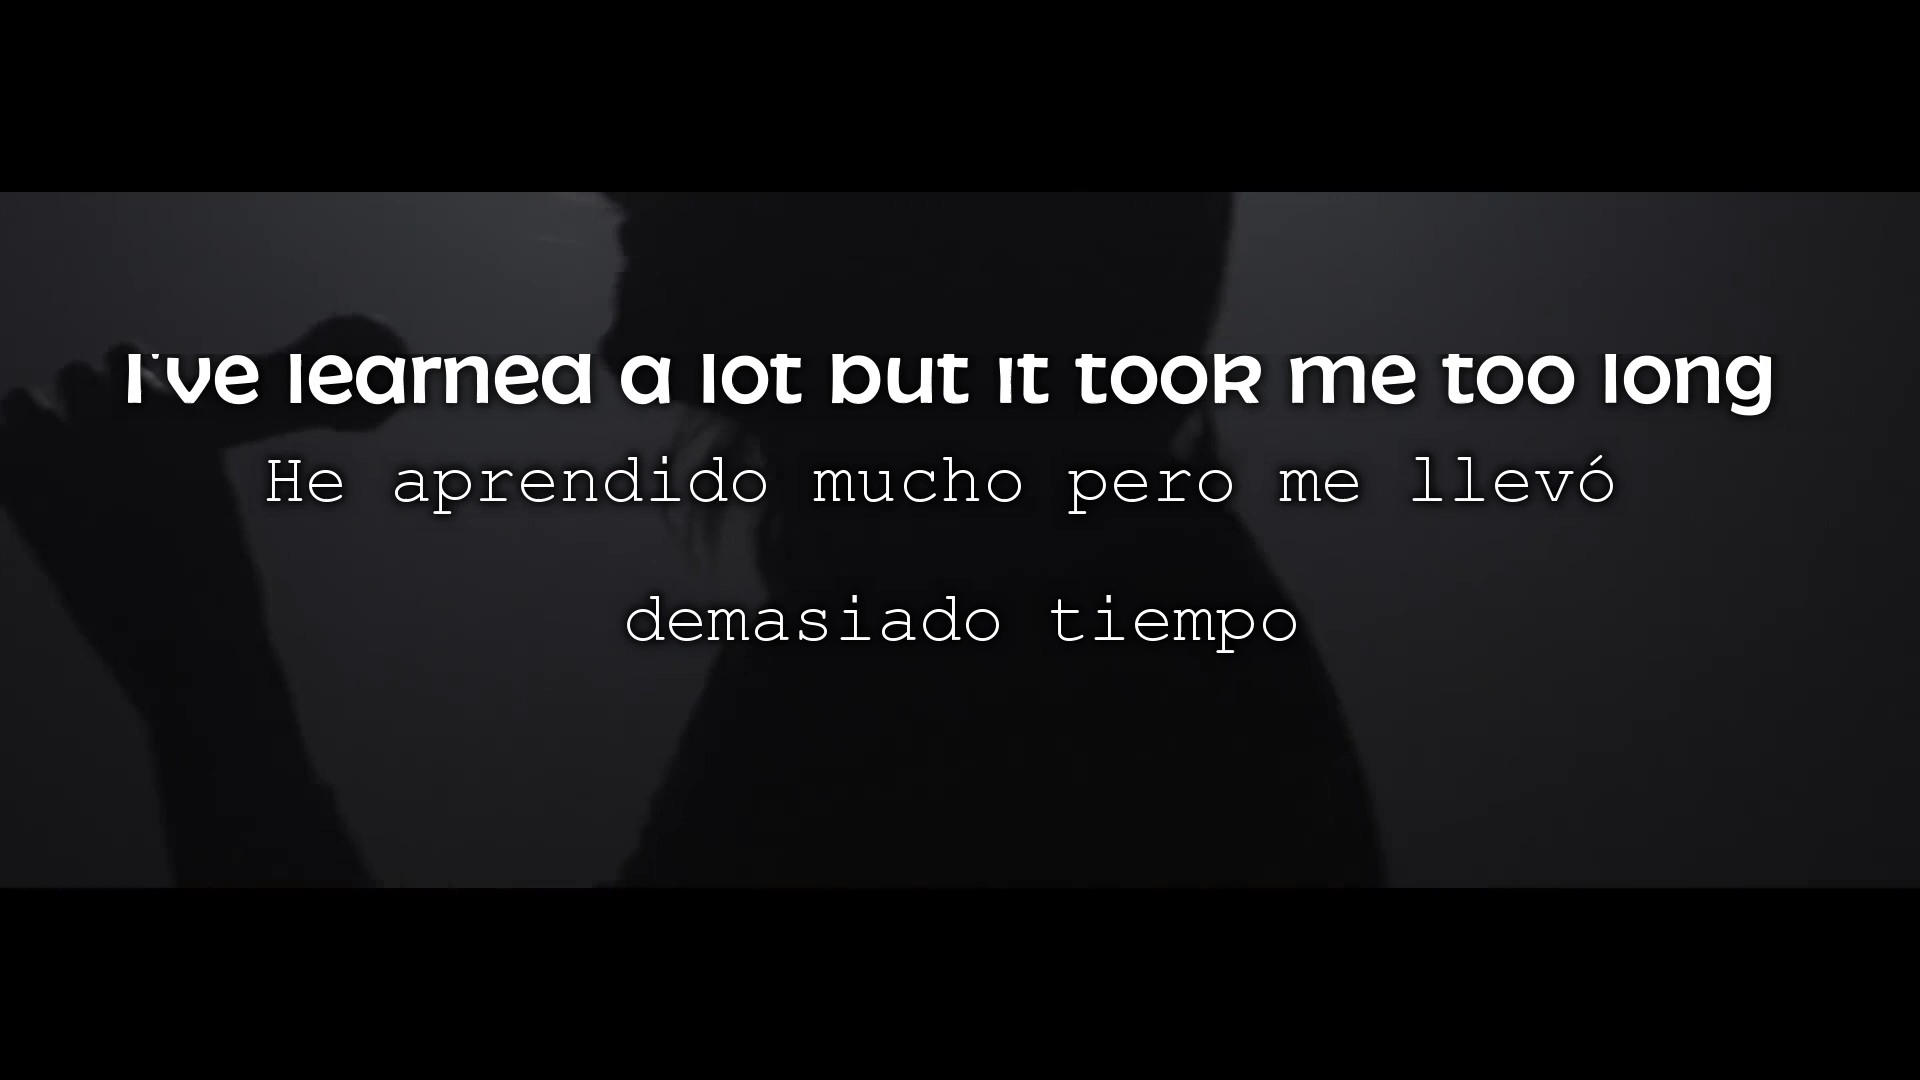 I've learned a lot but it took me too long
He aprendido mucho pero me llevó
demasiado tiempo